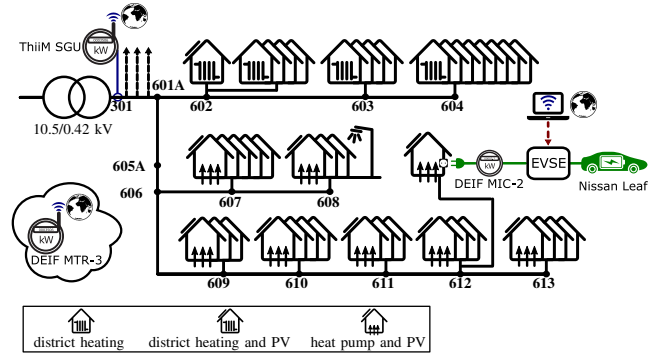 ThiiM SGU
kW
601A
301
602
603
604
10.5/0.42 kV
605A
606
607
608
DEIF MIC-2
kW
EVSE
Nissan Leaf
kW
DEIF MTR-3
609
610
611
612
613
district heating
district heating and PV
heat pump and PV